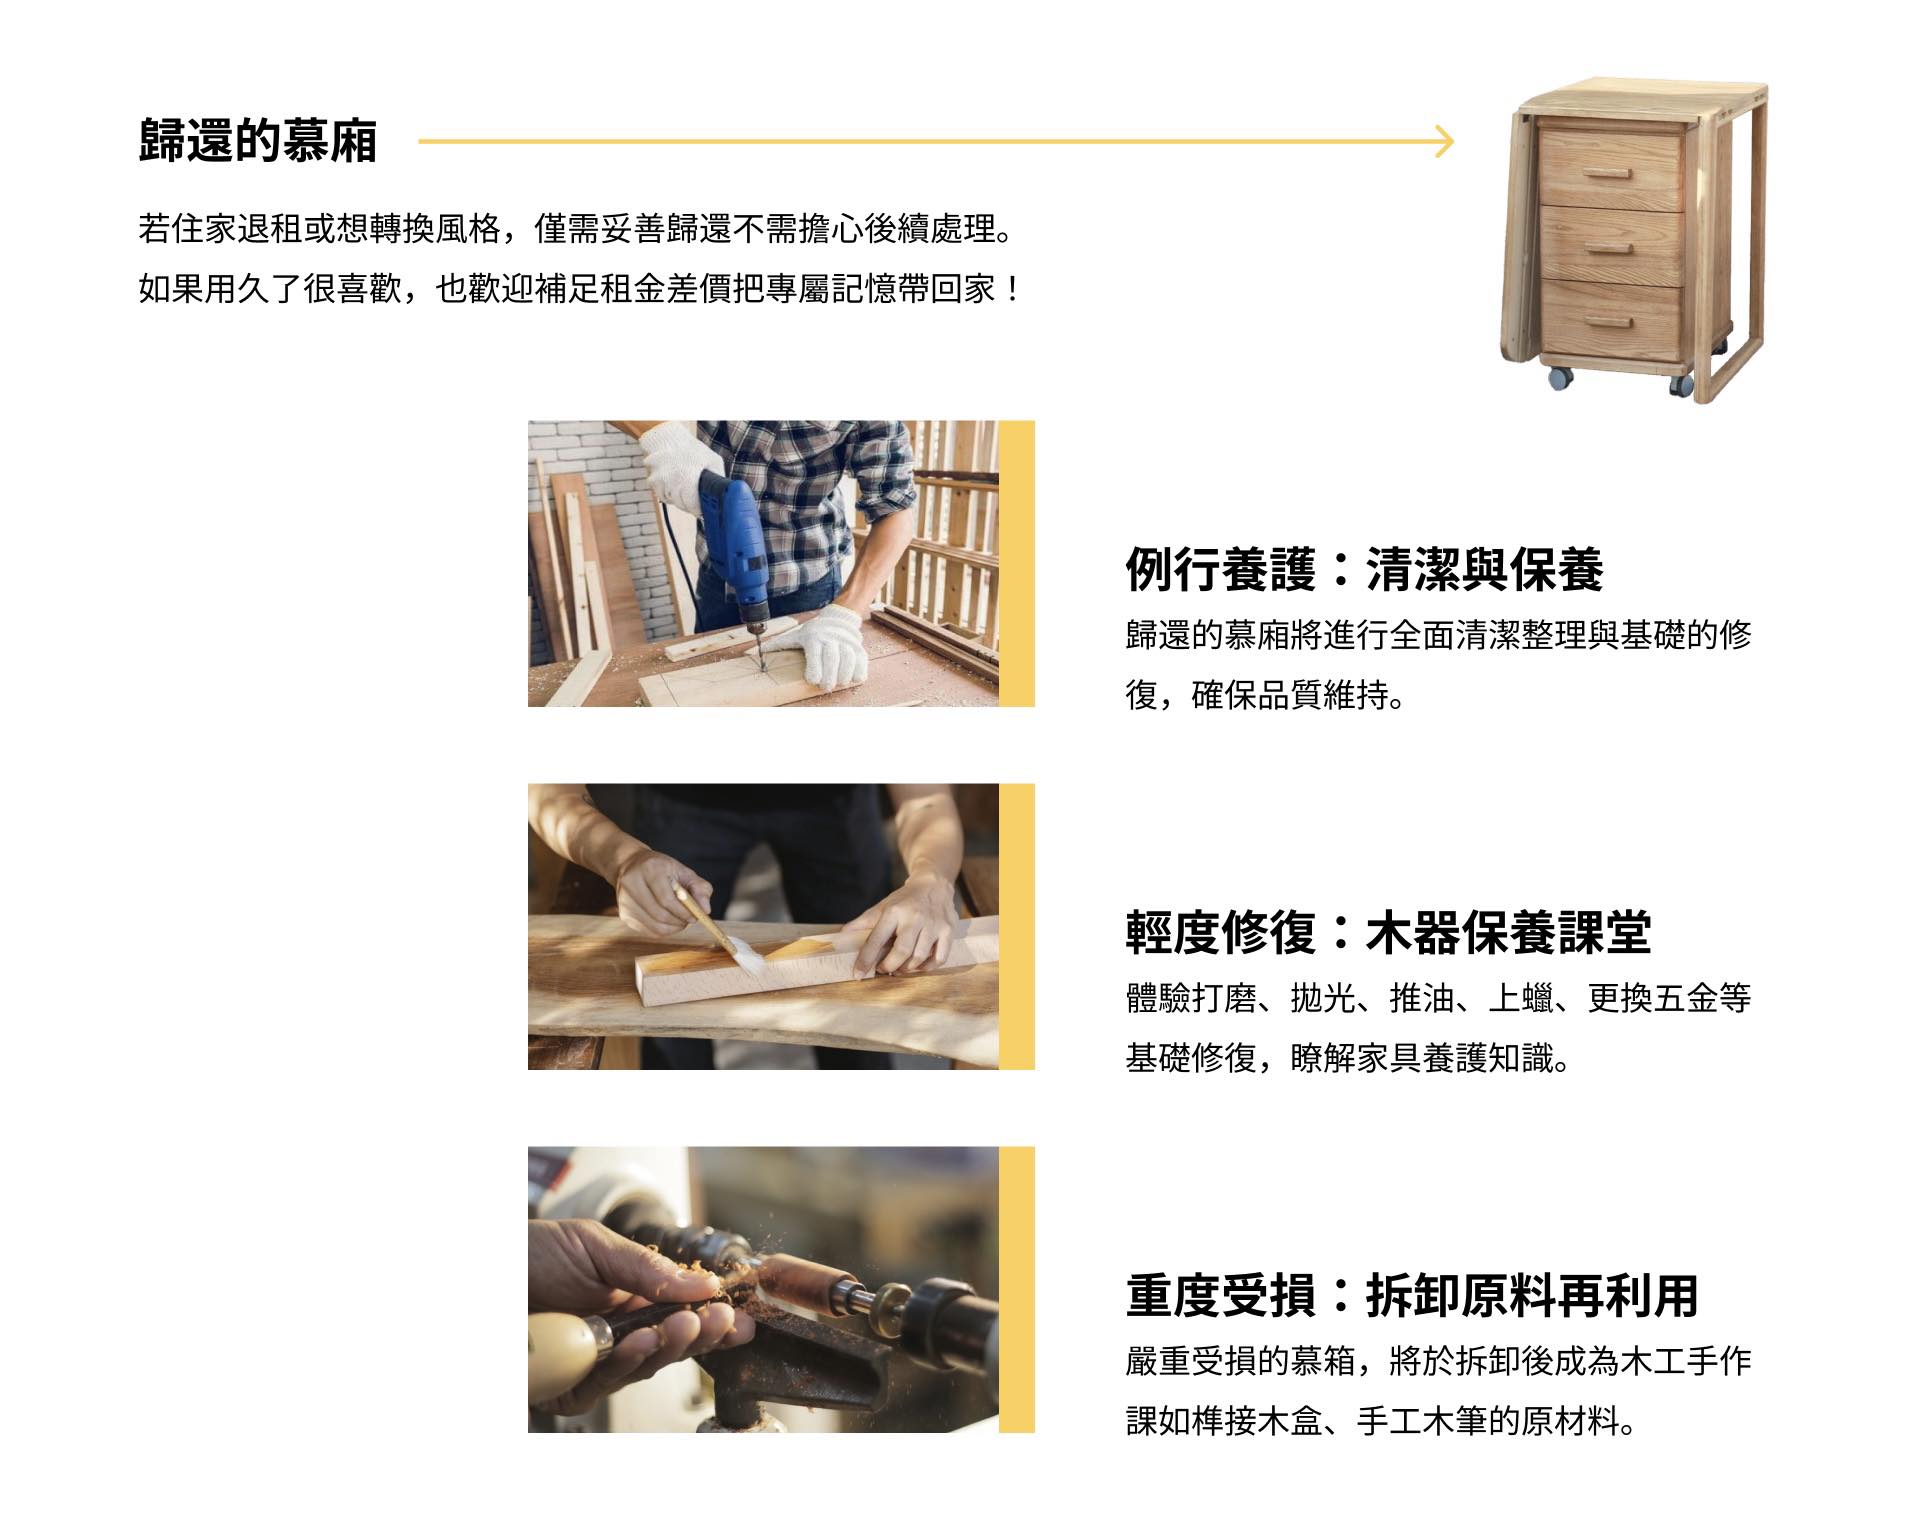 歸還的慕廂
若住家退租或想轉換風格，僅需妥善歸還不需擔心後續處理。
如果用久了很喜歡，也歡迎補足租金差價把專屬記憶帶回家！
例行養護：清潔與保養
歸還的慕廂將進行全面清潔整理與基礎的修
復，確保品質維持。
輕度修復：木器保養課堂
體驗打磨、拋光、推油、上蠟、更換五金等
基礎修復，瞭解家具養護知識。
重度受損：拆卸原料再利用
嚴重受損的慕箱，將於拆卸後成為木工手作
課如榫接木盒、手工木筆的原材料。